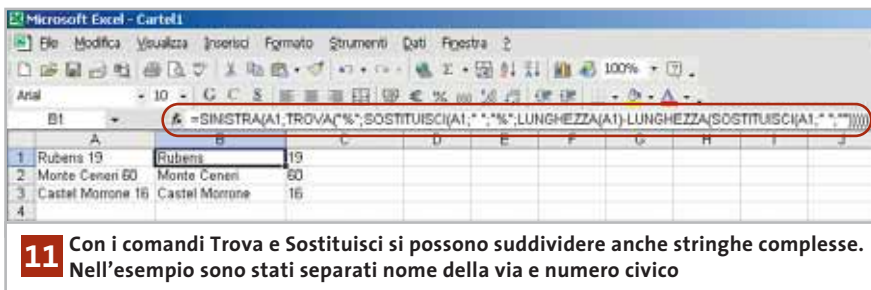 Microsoft Excel - Cartel1
File Modifica Visualizza Inserisci Formato Strumenti Dati Finestra ?
100%
Arial 10 G C S
B1 =SINISTRA(A1;TROVA("%";SOSTITUISCI(A1;" ";"%";LUNGHEZZA(A1)-LUNGHEZZA(SOSTITUISCI(A1;" ";"")))))
A B C D E F G H I J
1 Rubens 19 Rubens 19
2 Monte Ceneri 60 Monte Ceneri 60
3 Castel Morrone 16 Castel Morrone 16
4
11 Con i comandi Trova e Sostituisci si possono suddividere anche stringhe complesse.
Nell'esempio sono stati separati nome della via e numero civico